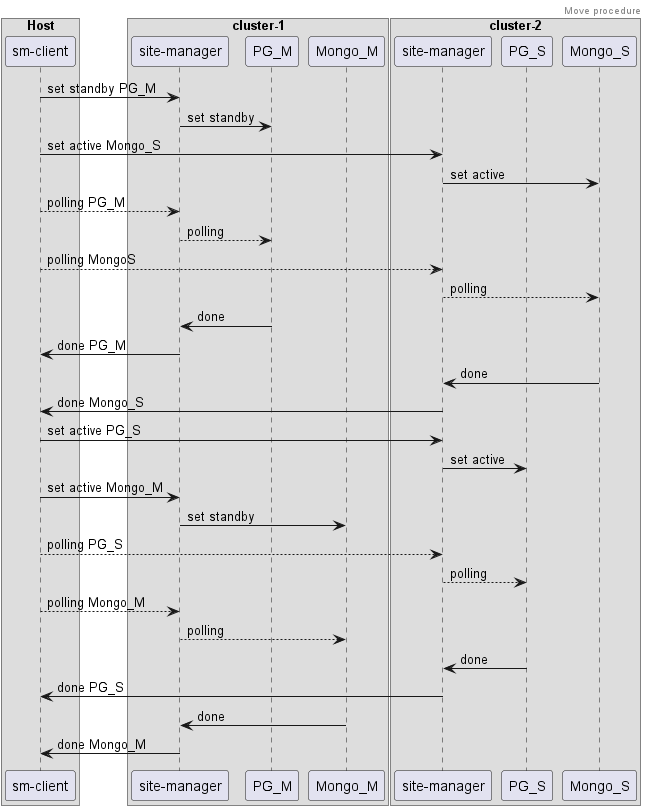 Move procedure
Host
cluster-1
cluster-2
sm-client
site-manager
PG_M
Mongo_M
site-manager
PG_S
Mongo_S
set standby PG_M
set standby
set active Mongo_S
set active
polling PG_M
polling
polling MongoS
polling
done
done PG_M
done
done Mongo_S
set active PG_S
set active
set active Mongo_M
set standby
polling PG_S
polling
polling Mongo_M
polling
done
done PG_S
done
done Mongo_M
sm-client
site-manager
PG_M
Mongo_M
site-manager
PG_S
Mongo_S